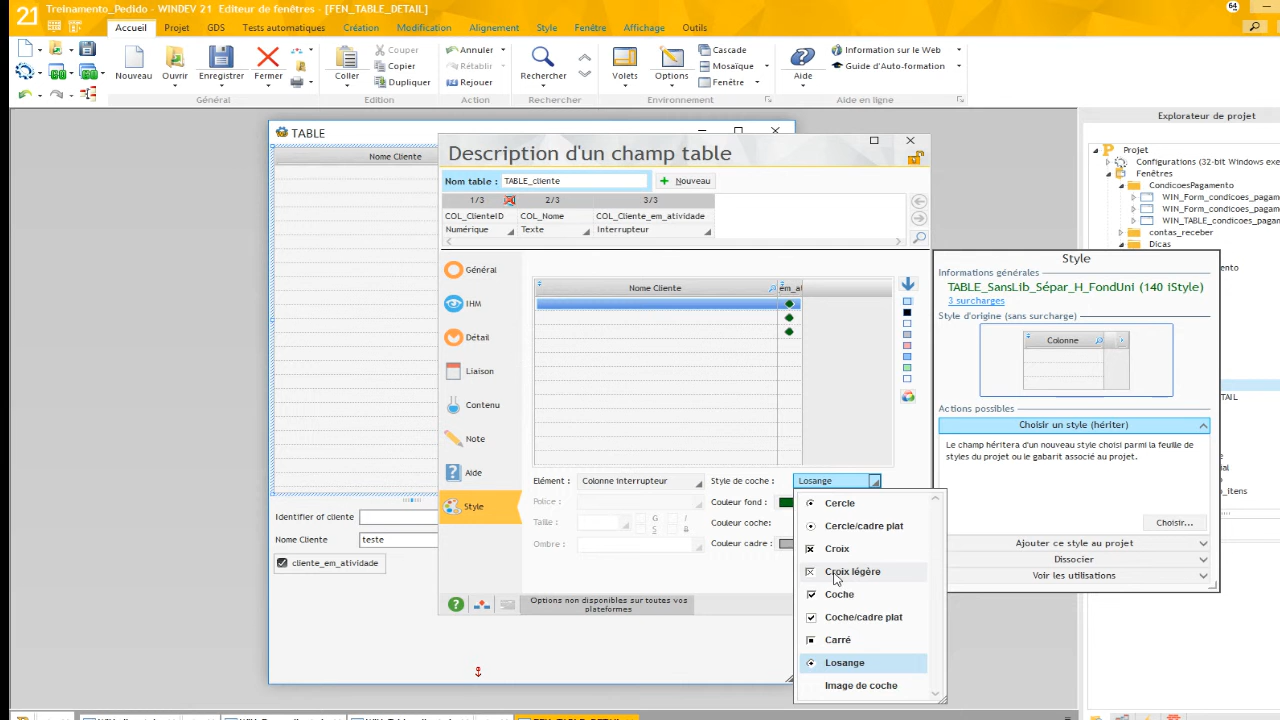 21
Treinamento_Pedido - WINDEV 21 Editeur de fenêtres - [FEN_TABLE_DETAIL]
64
Accueil Projet GDS Tests automatiques Création Modification Alignement Style Fenêtre Affichage Outils
Nouveau Ouvrir Enregistrer Fermer
Coller
Couper
Copier
Dupliquer
Annuler
Rétablir
Rejouer
Rechercher
Volets
Options
Cascade
Mosaïque
Fenêtre
Aide
Information sur le Web
Guide d'Auto-formation
Général Edition Action Rechercher Environnement Aide en ligne
TABLE
Nome Cliente
Identifier of cliente
Nome Cliente teste
cliente_em_atividade
Description d'un champ table
Nom table : TABLE_cliente
Nouveau
1/3 2/3 3/3
COL_ClienteID COL_Nome COL_Cliente_em_atividade
Numérique Texte Interrupteur
Général
IHM
Détail
Liaison
Contenu
Note
Aide
Style
Nome Cliente em_at
Elément : Colonne interrupteur
Police :
Taille : G I
S
Ombre :
Style de coche : Losange
Couleur fond :
Couleur coche:
Couleur cadre:
Cercle
Cercle/cadre plat
Croix
Croix légère
Coche
Coche/cadre plat
Carré
Losange
Image de coche
Options non disponibles sur toutes vos
plateformes
Style
Informations générales
TABLE_SansLib_Sépar_H_FondUni (140 iStyle)
3 surcharges
Style d'origine (sans surcharge)
Colonne
Actions possibles
Choisir un style (hériter)
Le champ héritera d'un nouveau style choisi parmi la feuille de
styles du projet ou le gabarit associé au projet.
Choisir...
Ajouter ce style au projet
Dissocier
Voir les utilisations
Explorateur de projet
Projet
Configurations (32-bit Windows exe
Fenêtres
CondicoesPagamento
WIN_Form_condicoes_pagam
WIN_Form_condicoes_pagam
WIN_TABLE_condicoes_pagam
contas_receber
Dicas